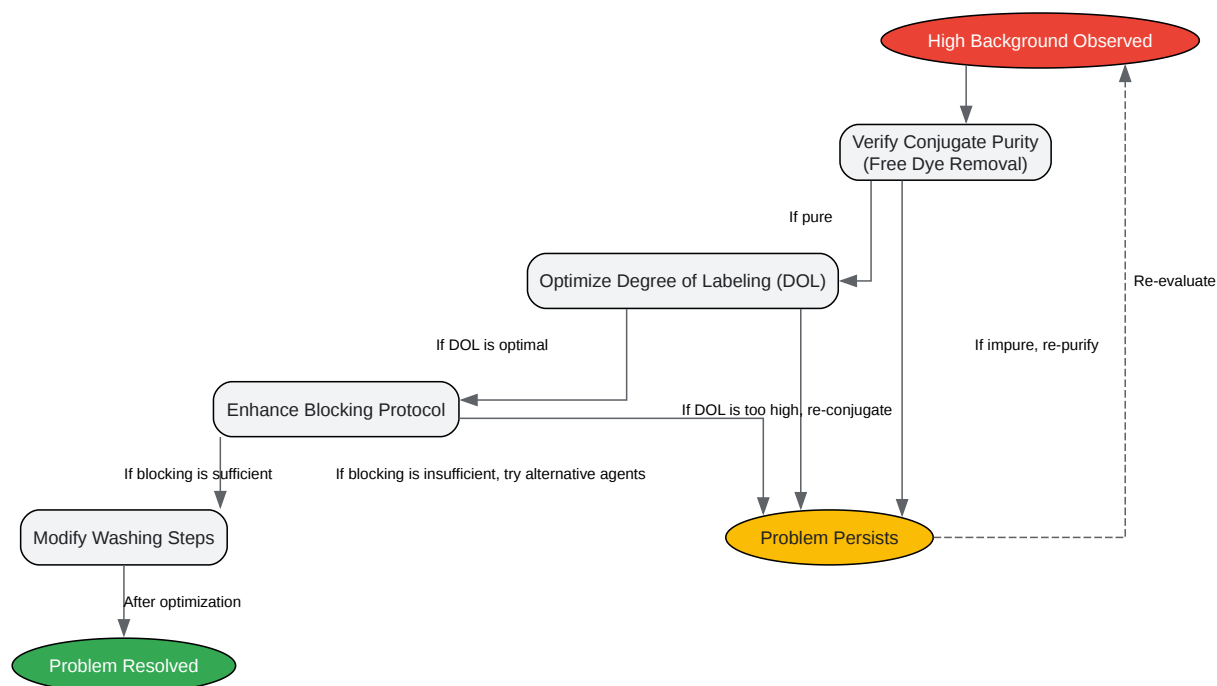 High Background Observed
Verify Conjugate Purity
(Free Dye Removal)
If pure
Optimize Degree of Labeling (DOL)
Re-evaluate
If DOL is optimal
If impure, re-purify
Enhance Blocking Protocol
If DOL is too high, re-conjugate
If blocking is sufficient
If blocking is insufficient, try alternative agents
Modify Washing Steps
Problem Persists
After optimization
Problem Resolved